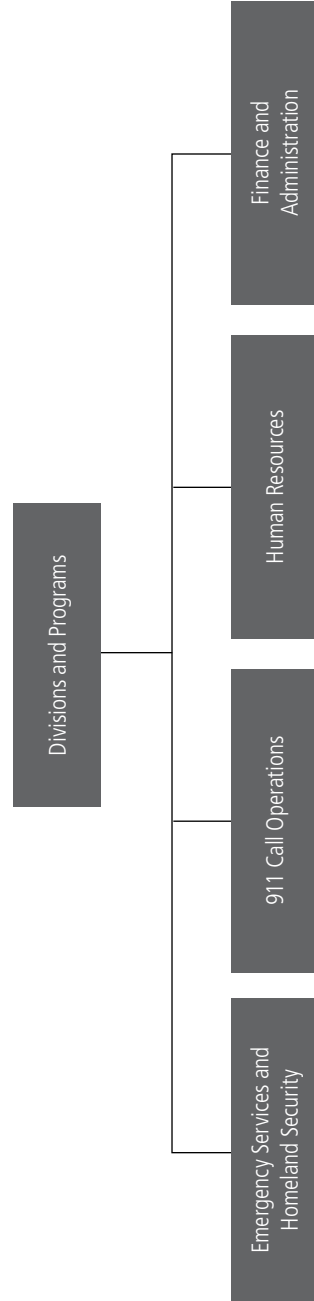 Divisions and Programs
Emergency Services and
Homeland Security
911 Call Operations
Human Resources
Finance and
Administration